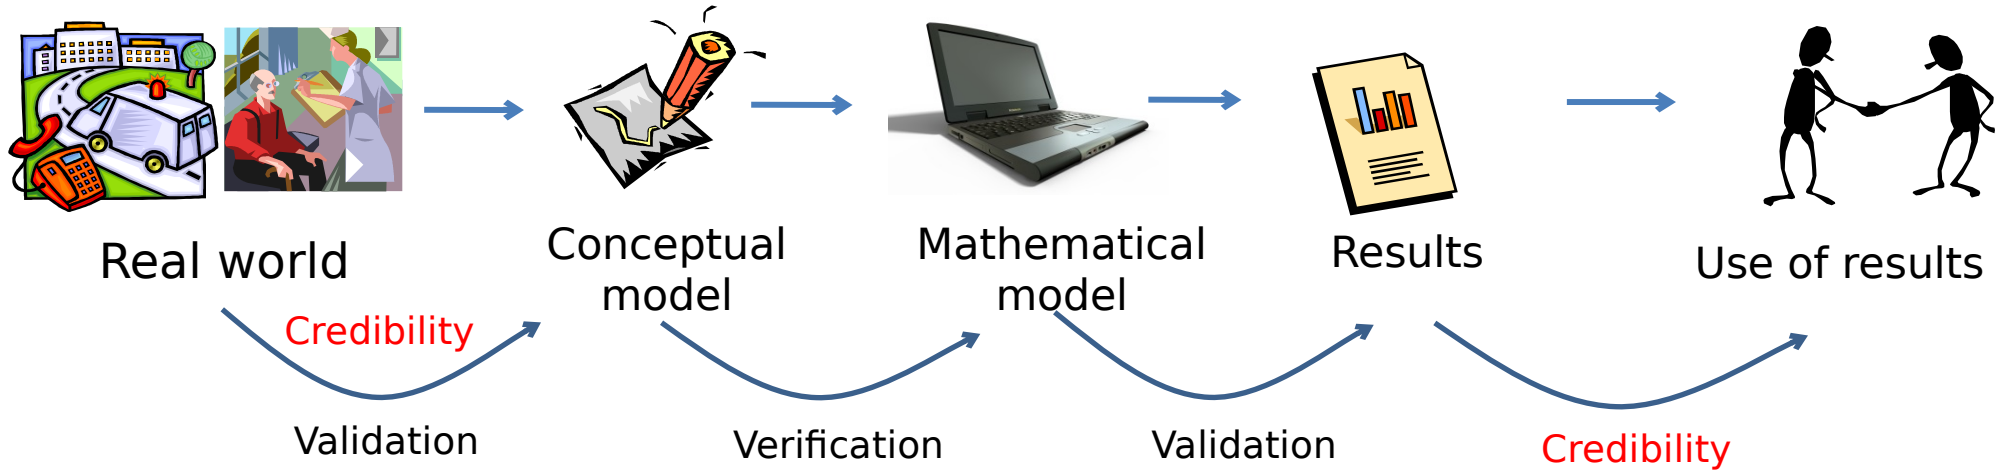 Real world
Conceptual
model
Mathematical
model
Results
Use of results
Credibility
Validation
Verification
Validation
Credibility